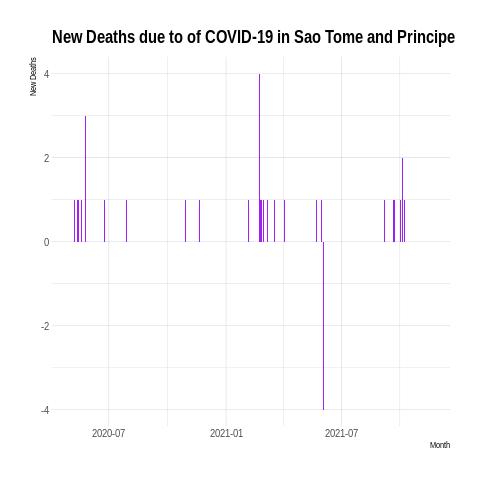 New Deaths due to of COVID-19 in Sao Tome and Principe
New Deaths
4
2
0
-2
-4
2020-07 2021-01 2021-07
Month